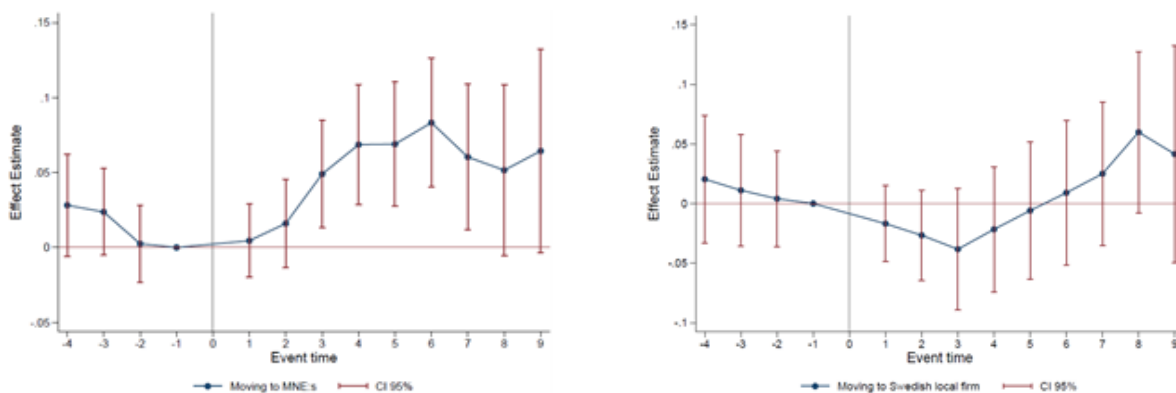 .15
.1
.05
0
-.05
Effect Estimate
-4 -3 -2 -1 0 1 2 3 4 5 6 7 8 9
Event time
Moving to MNE:s CI 95%
.15
.1
.05
0
-.05
-.1
Effect Estimate
-4 -3 -2 -1 0 1 2 3 4 5 6 7 8 9
Event time
Moving to Swedish local firm CI 95%